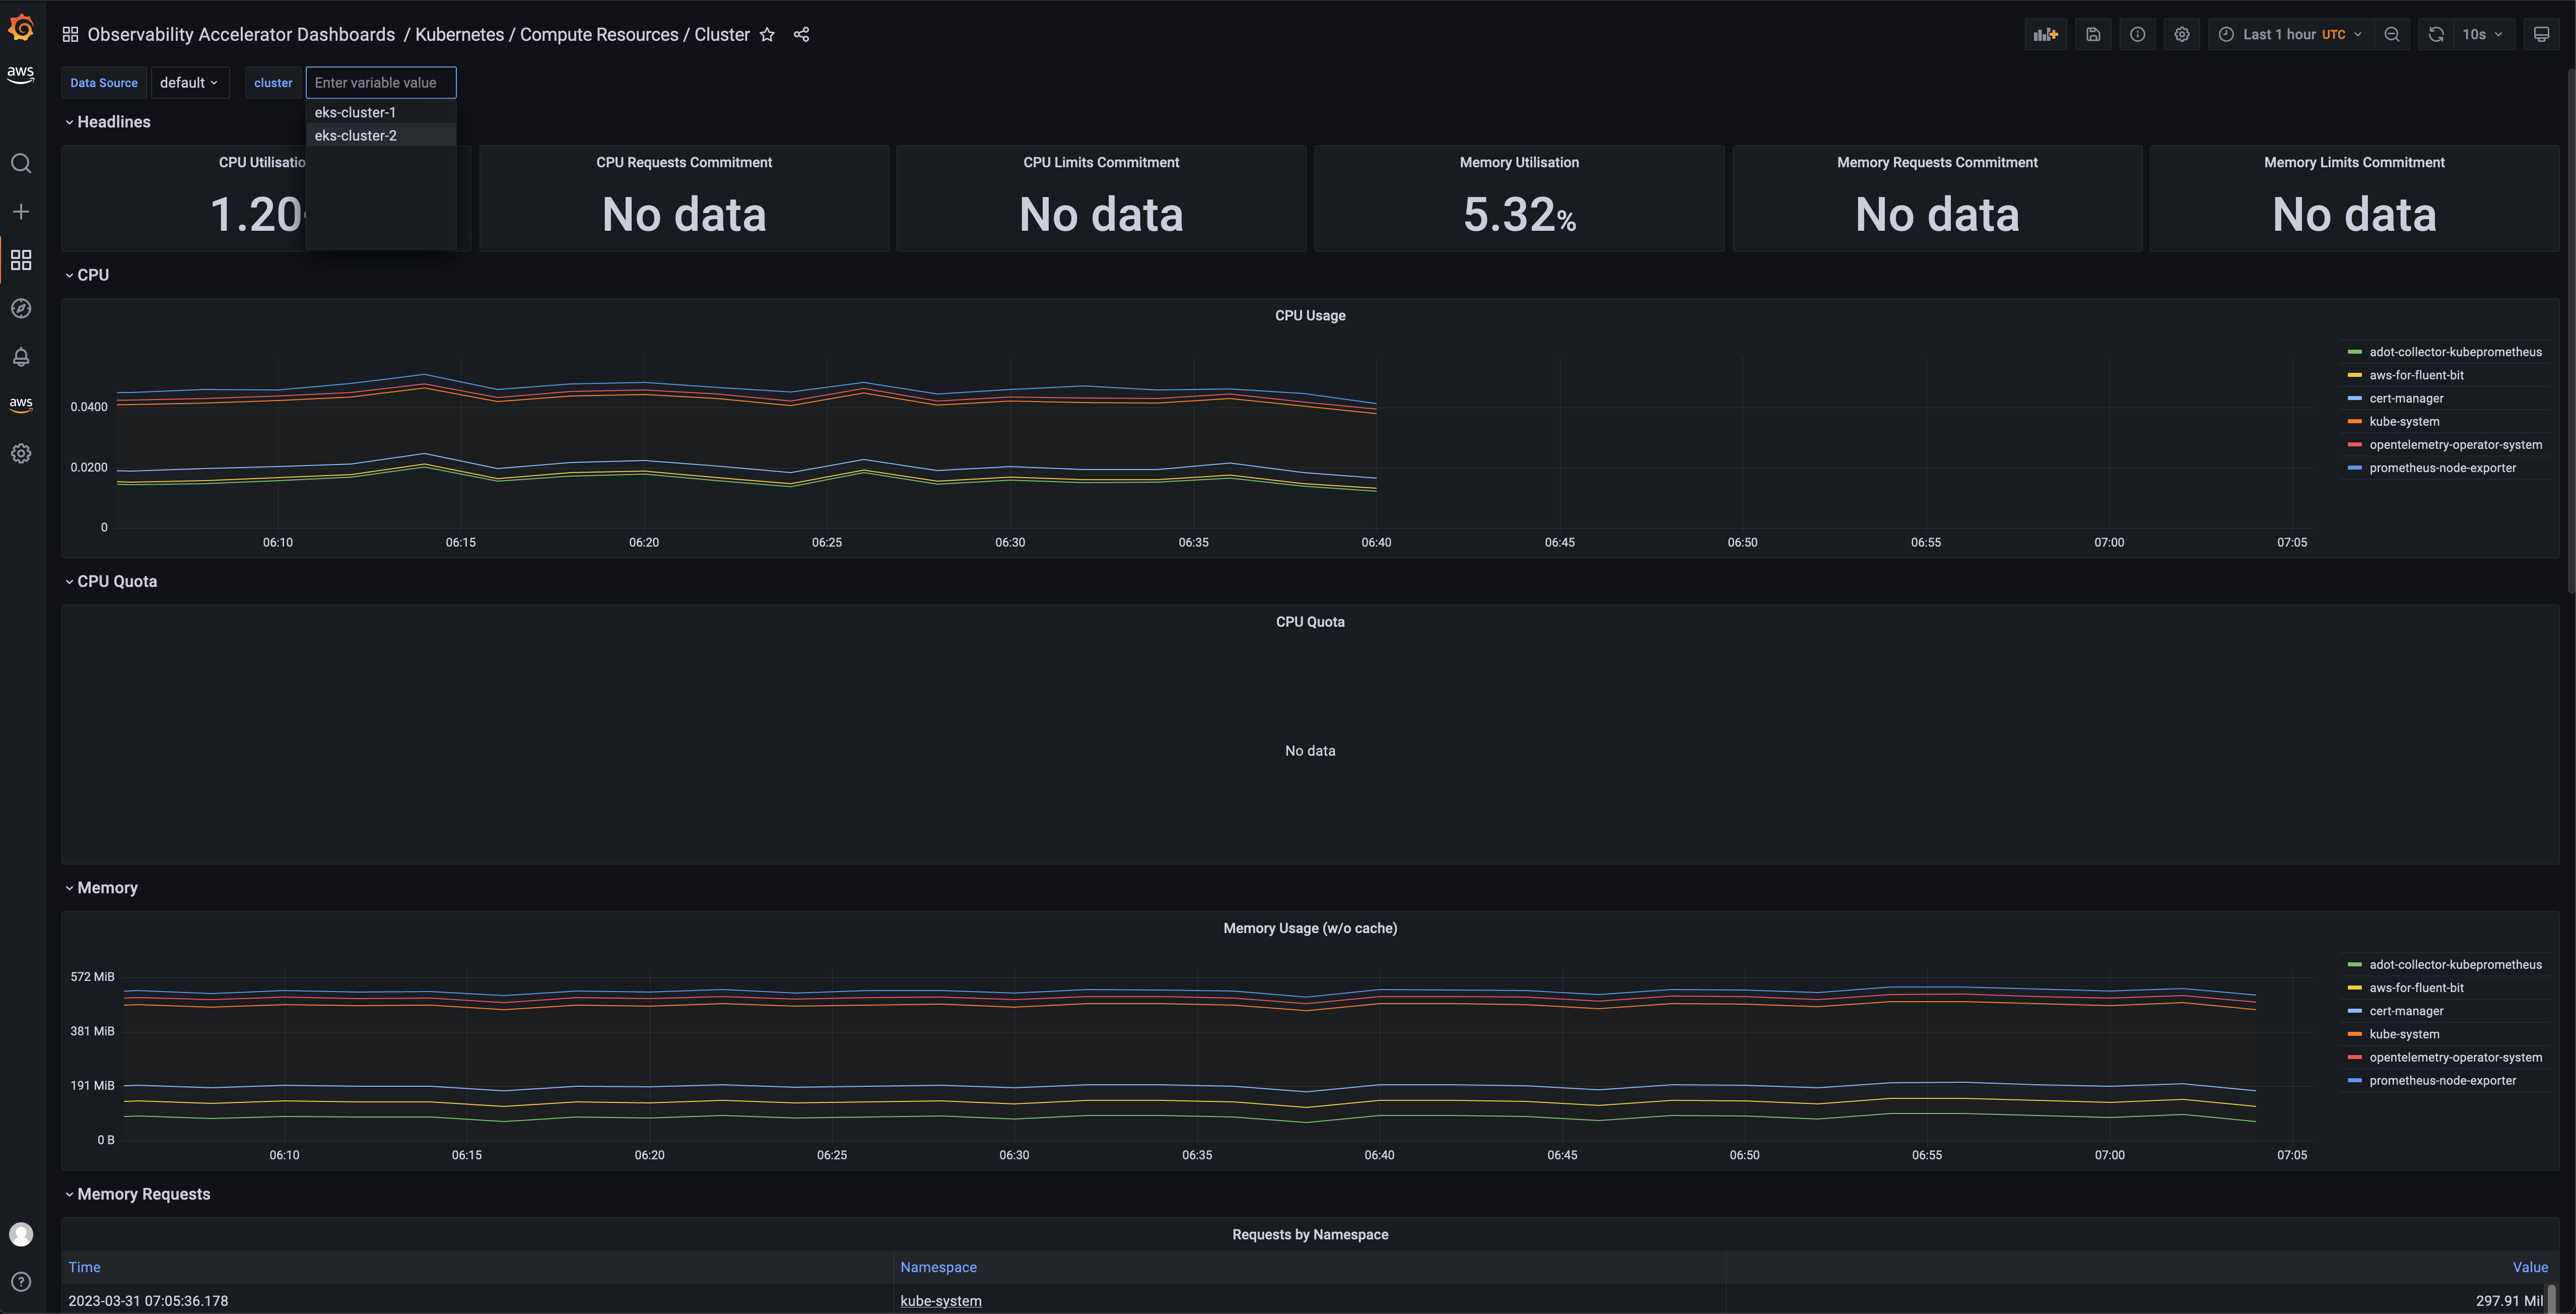 Observability Accelerator Dashboards / Kubernetes / Compute Resources / Cluster
Last 1 hour UTC
10s
aws
Data Source
default
cluster
Enter variable value
eks-cluster-1
eks-cluster-2
Headlines
CPU Utilisatio
1.20
CPU Requests Commitment
No data
CPU Limits Commitment
No data
Memory Utilisation
5.32%
Memory Requests Commitment
No data
Memory Limits Commitment
No data
CPU
CPU Usage
0.0400
0.0200
0
06:10 06:15 06:20 06:25 06:30 06:35 06:40 06:45 06:50 06:55 07:00 07:05
adot-collector-kubeprometheus
aws-for-fluent-bit
cert-manager
kube-system
opentelemetry-operator-system
prometheus-node-exporter
aws
CPU Quota
CPU Quota
No data
Memory
Memory Usage (w/o cache)
572 MiB
381 MiB
191 MiB
0 B
06:10 06:15 06:20 06:25 06:30 06:35 06:40 06:45 06:50 06:55 07:00 07:05
adot-collector-kubeprometheus
aws-for-fluent-bit
cert-manager
kube-system
opentelemetry-operator-system
prometheus-node-exporter
Memory Requests
Requests by Namespace
Time Namespace Value
2023-03-31 07:05:36.178 kube-system 297.91 Mi